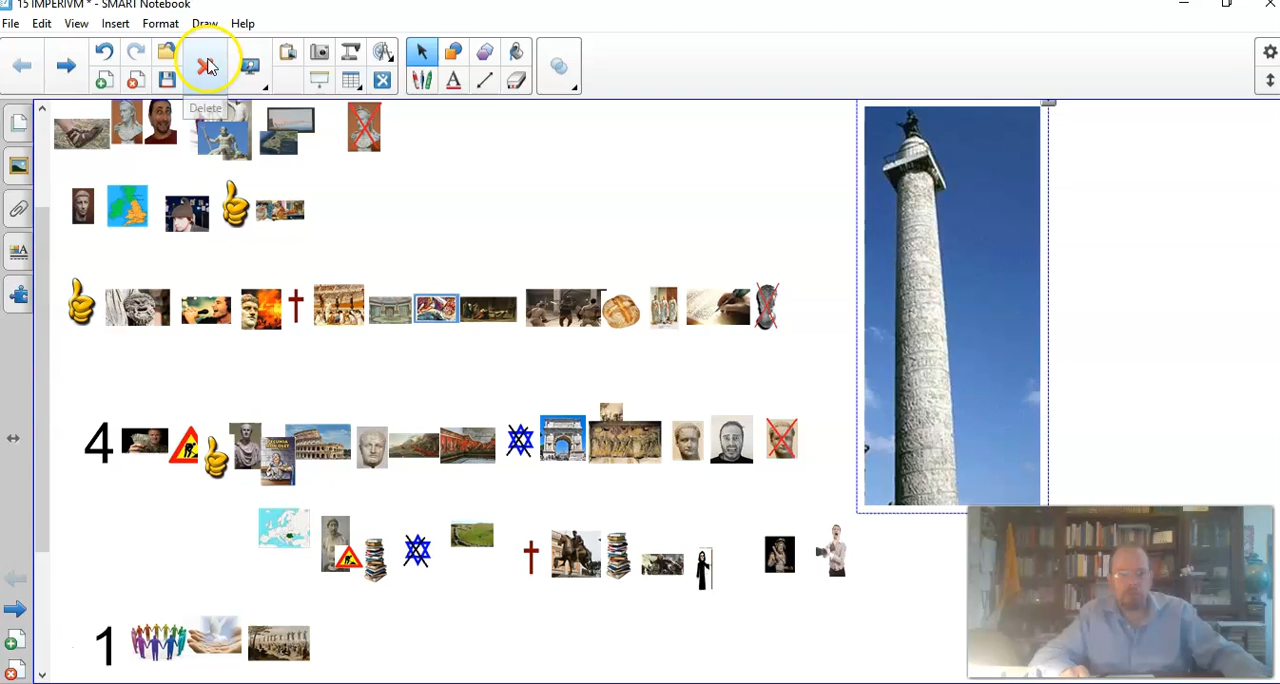 15 IMPERIVM * - SMART Notebook
File Edit View Insert Format Draw Help
Delete
4
1